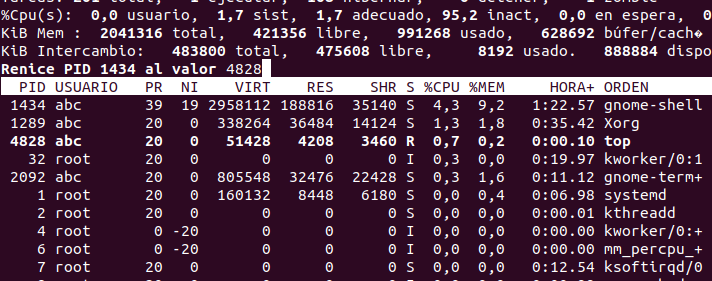 %Cpu(s):  0,0 usuario,  1,7 sist,  1,7 adecuado, 95,2 inact,  0,0 en espera,  0
KiB Mem :  2041316 total,   421356 libre,   991268 usado,   628692 búfer/cach�
KiB Intercambio:   483800 total,   475608 libre,     8192 usado.   888884 dispo
Renice PID 1434 al valor 4828
PID USUARIO PR NI VIRT RES SHR S %CPU %MEM HORA+ ORDEN
1434 abc 39 19 2958112 188816 35140 S 4,3 9,2 1:22.57 gnome-shell
1289 abc 20 0 338264 36484 14124 S 1,3 1,8 0:35.42 Xorg
4828 abc 20 0 51428 4208 3460 R 0,7 0,2 0:00.10 top
32 root 20 0 0 0 0 I 0,3 0,0 0:19.97 kworker/0:1
2092 abc 20 0 805548 32476 22428 S 0,3 1,6 0:11.12 gnome-term+
1 root 20 0 160132 8448 6180 S 0,0 0,4 0:06.98 systemd
2 root 20 0 0 0 0 S 0,0 0,0 0:00.01 kthreadd
4 root 0 -20 0 0 0 I 0,0 0,0 0:00.00 kworker/0:+
6 root 0 -20 0 0 0 I 0,0 0,0 0:00.00 mm_percpu_+
7 root 20 0 0 0 0 S 0,0 0,0 0:12.54 ksoftirqd/0